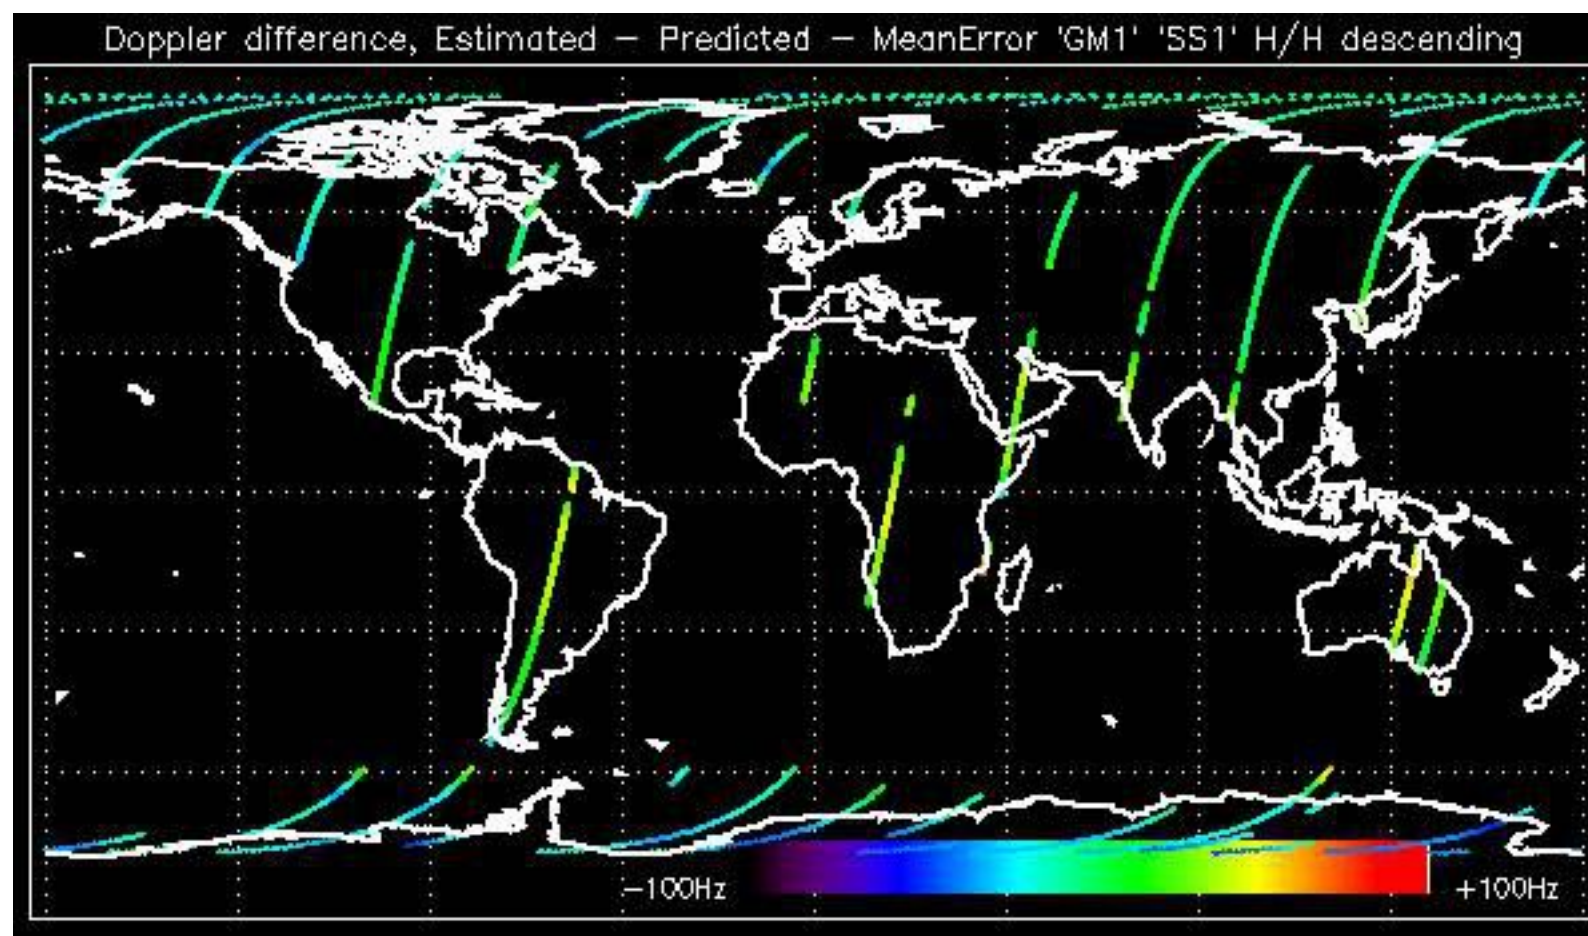 Doppler difference, Estimated – Predicted – MeanError 'GM1' 'SS1' H/H descending
–100Hz +100Hz